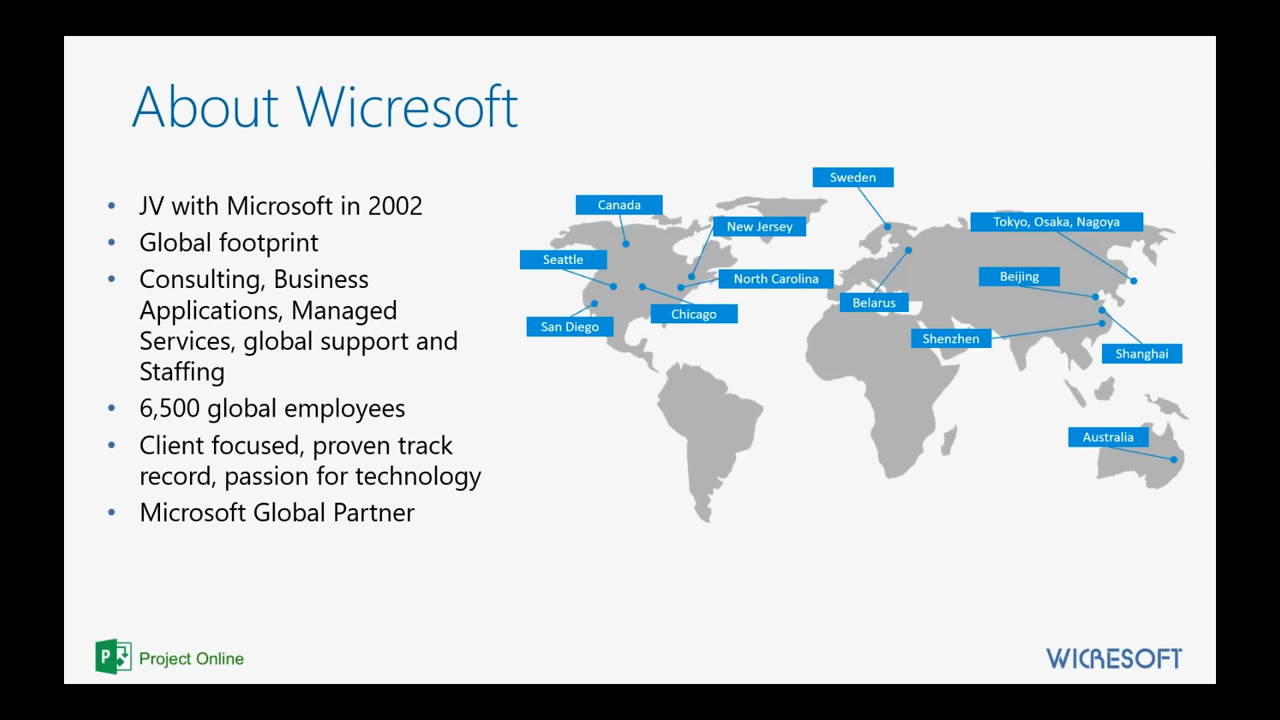 About Wicresoft
• JV with Microsoft in 2002
• Global footprint
• Consulting, Business
Applications, Managed
Services, global support and
Staffing
• 6,500 global employees
• Client focused, proven track
record, passion for technology
• Microsoft Global Partner
Sweden
Canada
New Jersey
Tokyo, Osaka, Nagoya
Seattle
North Carolina
Beijing
Belarus
Chicago
San Diego
Shenzhen
Shanghai
Australia
P
Project Online
WICRESOFT